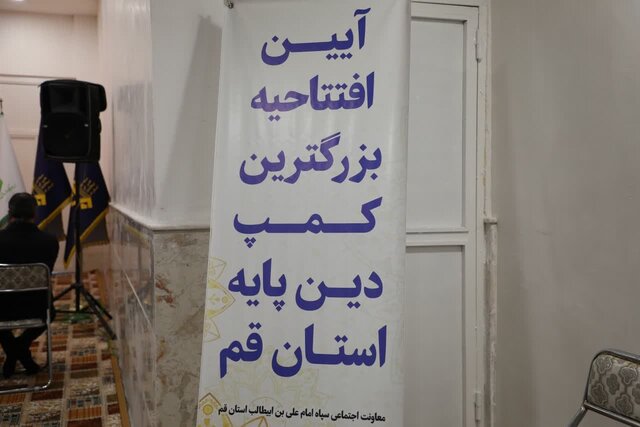 آیین
افتتاحیه
بزرگترین
کمپ
دین پایه
استان قم
معاونت اجتماعی سپاه امام علی بن ابیطالب استان قم